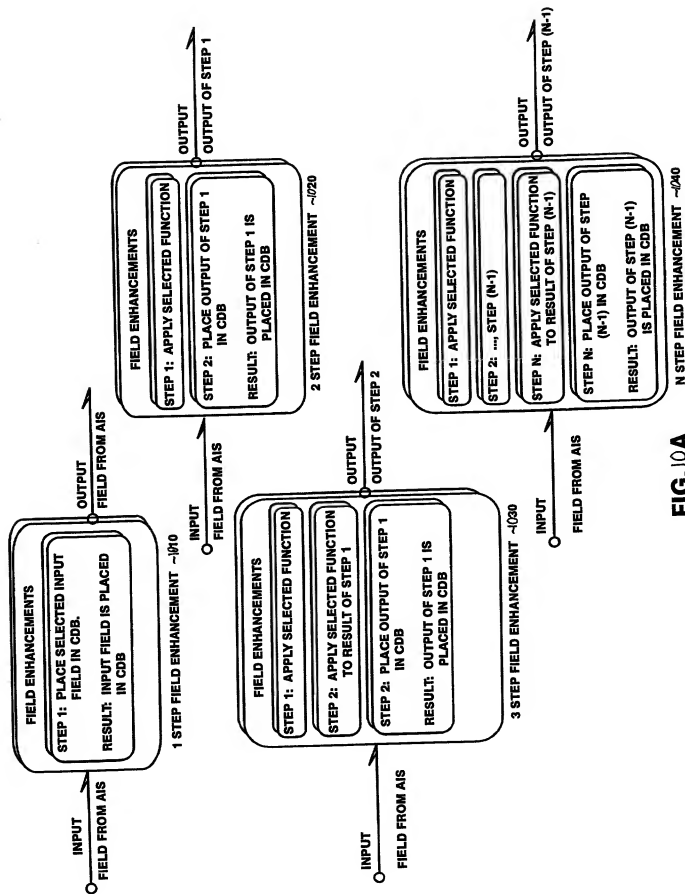 INPUT
FIELD FROM AIS
FIELD ENHANCEMENTS
STEP 1: PLACE SELECTED INPUT
FIELD IN CDB.
RESULT: INPUT FIELD IS PLACED
IN CDB
OUTPUT
FIELD FROM AIS
1 STEP FIELD ENHANCEMENT ~1010
INPUT
FIELD FROM AIS
FIELD ENHANCEMENTS
STEP 1: APPLY SELECTED FUNCTION
STEP 2: PLACE OUTPUT OF STEP 1
IN CDB
RESULT: OUTPUT OF STEP 1 IS
PLACED IN CDB
OUTPUT
OUTPUT OF STEP 1
2 STEP FIELD ENHANCEMENT ~1020
INPUT
FIELD FROM AIS
FIELD ENHANCEMENTS
STEP 1: APPLY SELECTED FUNCTION
STEP 2: APPLY SELECTED FUNCTION
TO RESULT OF STEP 1
STEP 2: PLACE OUTPUT OF STEP 1
IN CDB
RESULT: OUTPUT OF STEP 1 IS
PLACED IN CDB
OUTPUT
OUTPUT OF STEP 2
3 STEP FIELD ENHANCEMENT ~1030
INPUT
FIELD FROM AIS
FIELD ENHANCEMENTS
STEP 1: APPLY SELECTED FUNCTION
STEP 2: ..., STEP (N-1)
STEP N: APPLY SELECTED FUNCTION
TO RESULT OF STEP (N-1)
STEP N: PLACE OUTPUT OF STEP
(N-1) IN CDB
RESULT: OUTPUT OF STEP (N-1)
IS PLACED IN CDB
OUTPUT
OUTPUT OF STEP (N-1)
N STEP FIELD ENHANCEMENT ~1040
FIG. 10A